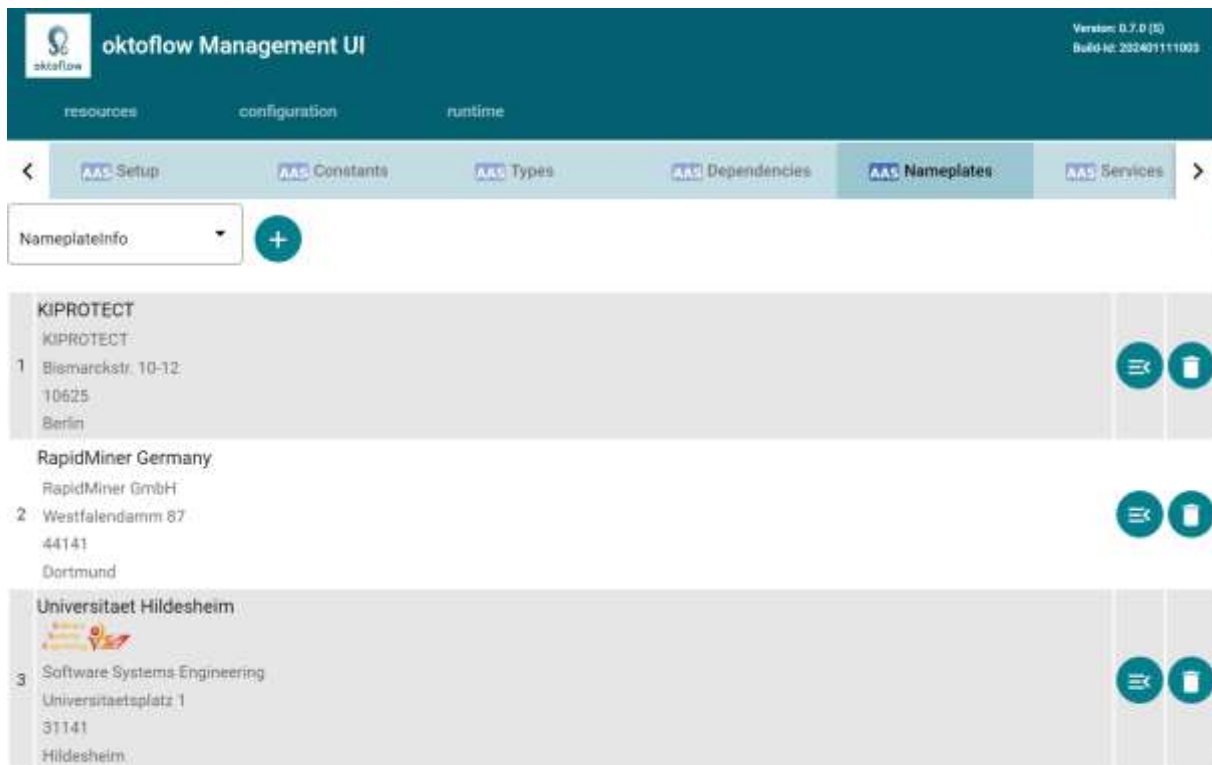 oktoflow
oktoflow Management UI
Version: 0.7.0 (S)
Build-Id: 202401111003
resources configuration runtime
AAS Setup AAS Constants AAS Types AAS Dependencies AAS Nameplates AAS Services
NameplateInfo
KIPROTECT
KIPROTECT
1 Bismarckstr. 10-12
10625
Berlin
RapidMiner Germany
RapidMiner GmbH
2 Westfalendamm 87
44141
Dortmund
Universitaet Hildesheim
3 Software Systems Engineering
Universitaetsplatz 1
31141
Hildesheim